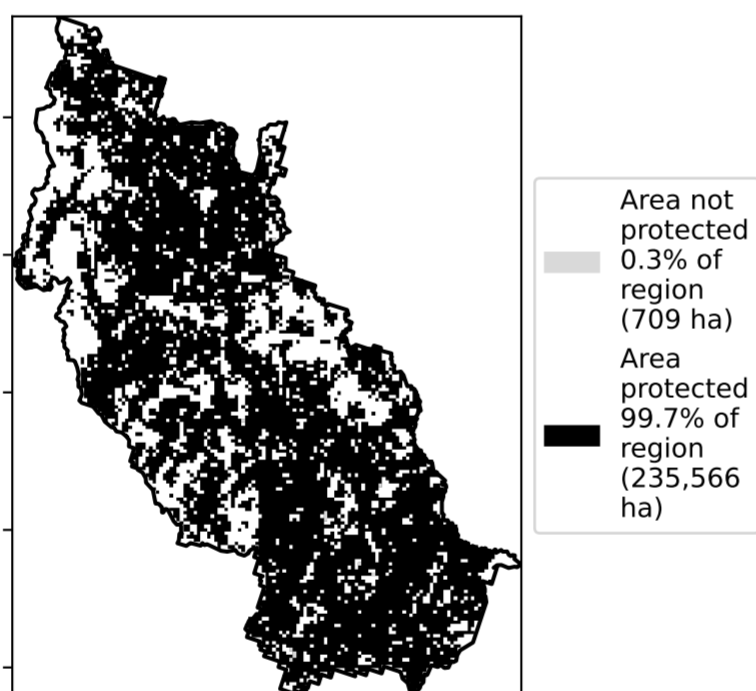 Area not
protected
0.3% of
region
(709 ha)
Area
protected
99.7% of
region
(235,566
ha)